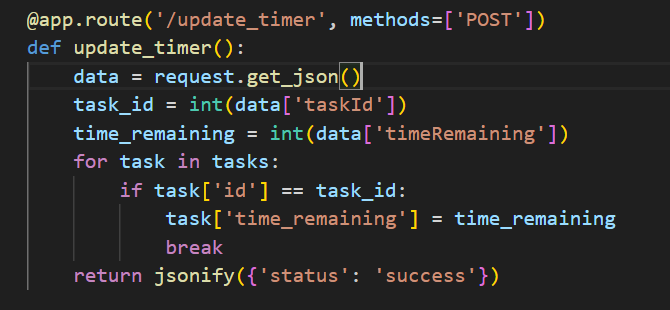 @app.route('/update_timer', methods=['POST'])
def update_timer():
    data = request.get_json()
    task_id = int(data['taskId'])
    time_remaining = int(data['timeRemaining'])
    for task in tasks:
        if task['id'] == task_id:
            task['time_remaining'] = time_remaining
            break
    return jsonify({'status': 'success'})